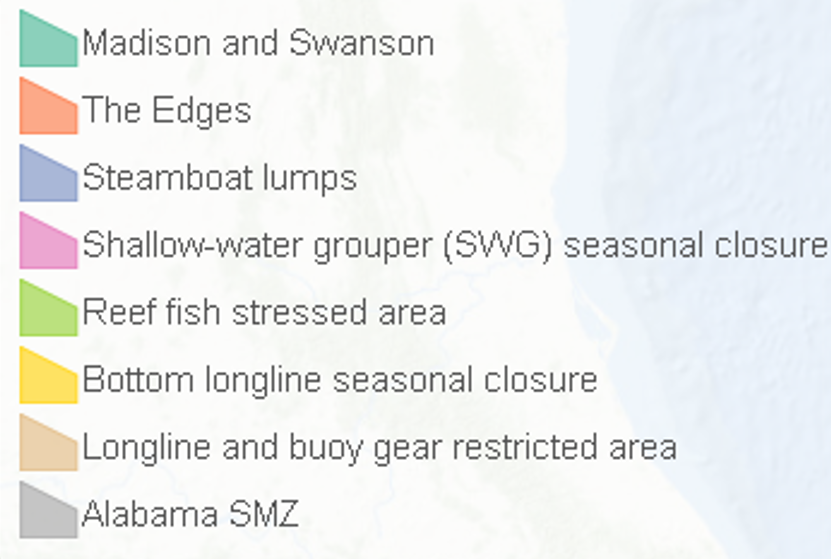 Madison and Swanson
The Edges
Steamboat lumps
Shallow-water grouper (SWG) seasonal closure
Reef fish stressed area
Bottom longline seasonal closure
Longline and buoy gear restricted area
Alabama SMZ